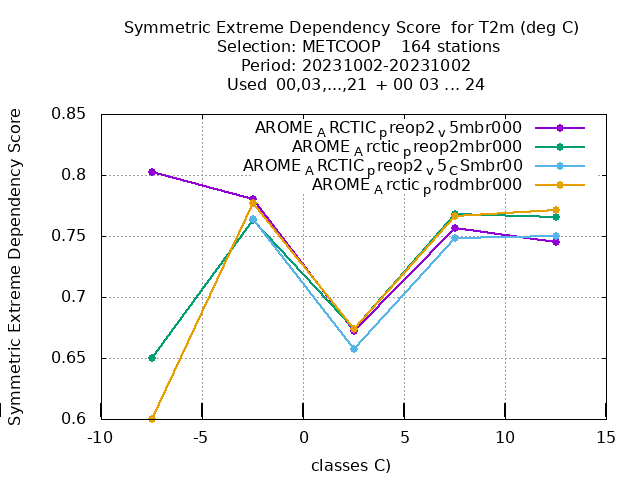 Symmetric Extreme Dependency Score  for T2m (deg C)
Selection: METCOOP    164 stations
Period: 20231002-20231002
Used  00,03,...,21  + 00 03 ... 24
Symmetric Extreme Dependency Score
0.85
0.8
0.75
0.7
0.65
0.6
AROME_ARCTIC_preop2_v5mbr000
AROME_Arctic_preop2mbr000
AROME_ARCTIC_preop2_v5_CSmbr00
AROME_Arctic_prodmbr000
-10
-5
0
5
10
15
classes C)